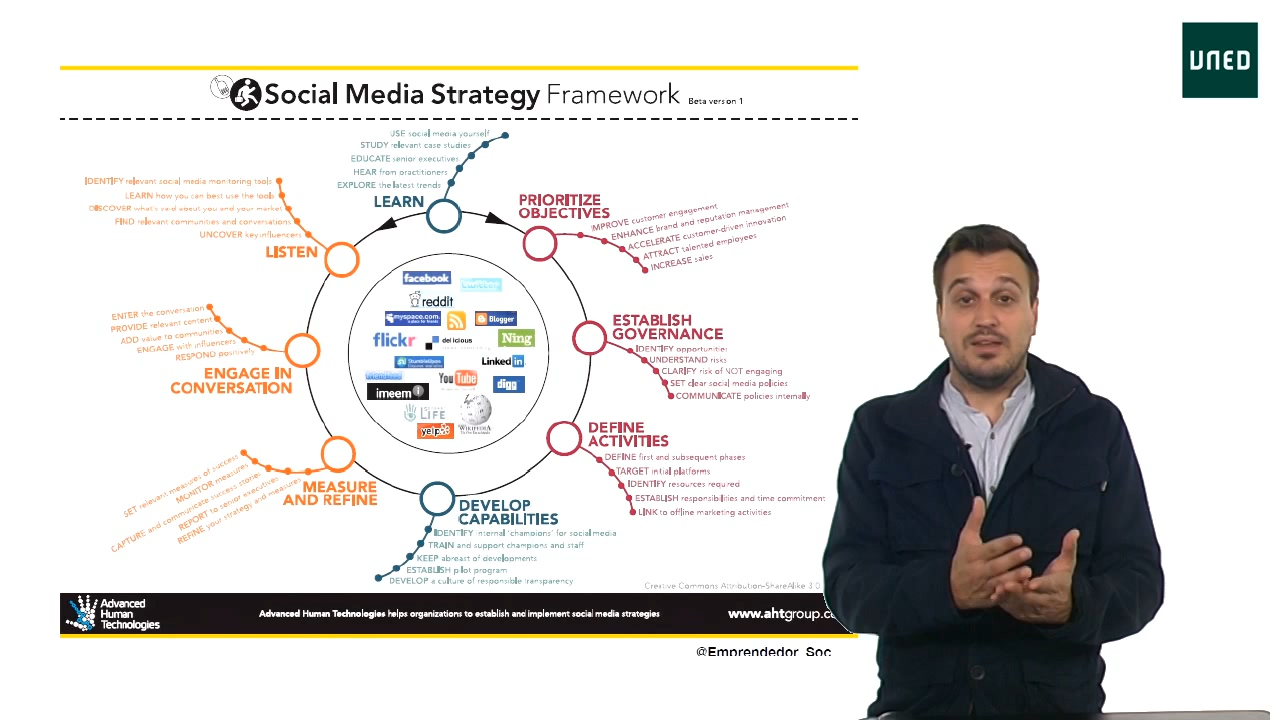 UNED
Social Media Strategy Framework Beta version 1
USE social media yourself
STUDY relevant case studies
EDUCATE senior executives
HEAR from practitioners
EXPLORE the latest trends
LEARN
PRIORITIZE
OBJECTIVES
IMPROVE customer engagement
ENHANCE brand and reputation management
ACCELERATE customer-driven innovation
ATTRACT talented employees
INCREASE sales
IDENTIFY relevant social media monitoring tools
LEARN how you can best use the tools
DISCOVER what's said about you and your market
FIND relevant communities and conversations
UNCOVER key influencers
LISTEN
ESTABLISH
GOVERNANCE
IDENTIFY opportunities
UNDERSTAND risks
CLARIFY risk of NOT engaging
SET clear social media policies
COMMUNICATE policies internally
ENTER the conversation
PROVIDE relevant content
ADD value to communities
ENGAGE with influencers
RESPOND positively
ENGAGE IN
CONVERSATION
facebook
reddit
myspace.com
Blogger
flickr
del.icio.us
Ning
StumbleUpon
Linked in
YouTube
digg
imeem
LIFE
yelp
WIKIPEDIA
DEFINE
ACTIVITIES
DEFINE first and subsequent phases
TARGET initial platforms
IDENTIFY resources required
ESTABLISH responsibilities and time commitment
LINK to offline marketing activities
SET relevant measures of success
MONITOR measures
CAPTURE and communicate success stories
REPORT to senior executives
REFINE your strategy and measures
MEASURE
AND REFINE
DEVELOP
CAPABILITIES
IDENTIFY internal 'champions' for social media
TRAIN and support champions and staff
KEEP abreast of developments
ESTABLISH pilot program
DEVELOP a culture of responsible transparency
Creative Commons Attribution-ShareAlike 3.0
Advanced
Human
Technologies
Advanced Human Technologies helps organizations to establish and implement social media strategies
www.ahtgroup.co
@Emprendedor_Soc